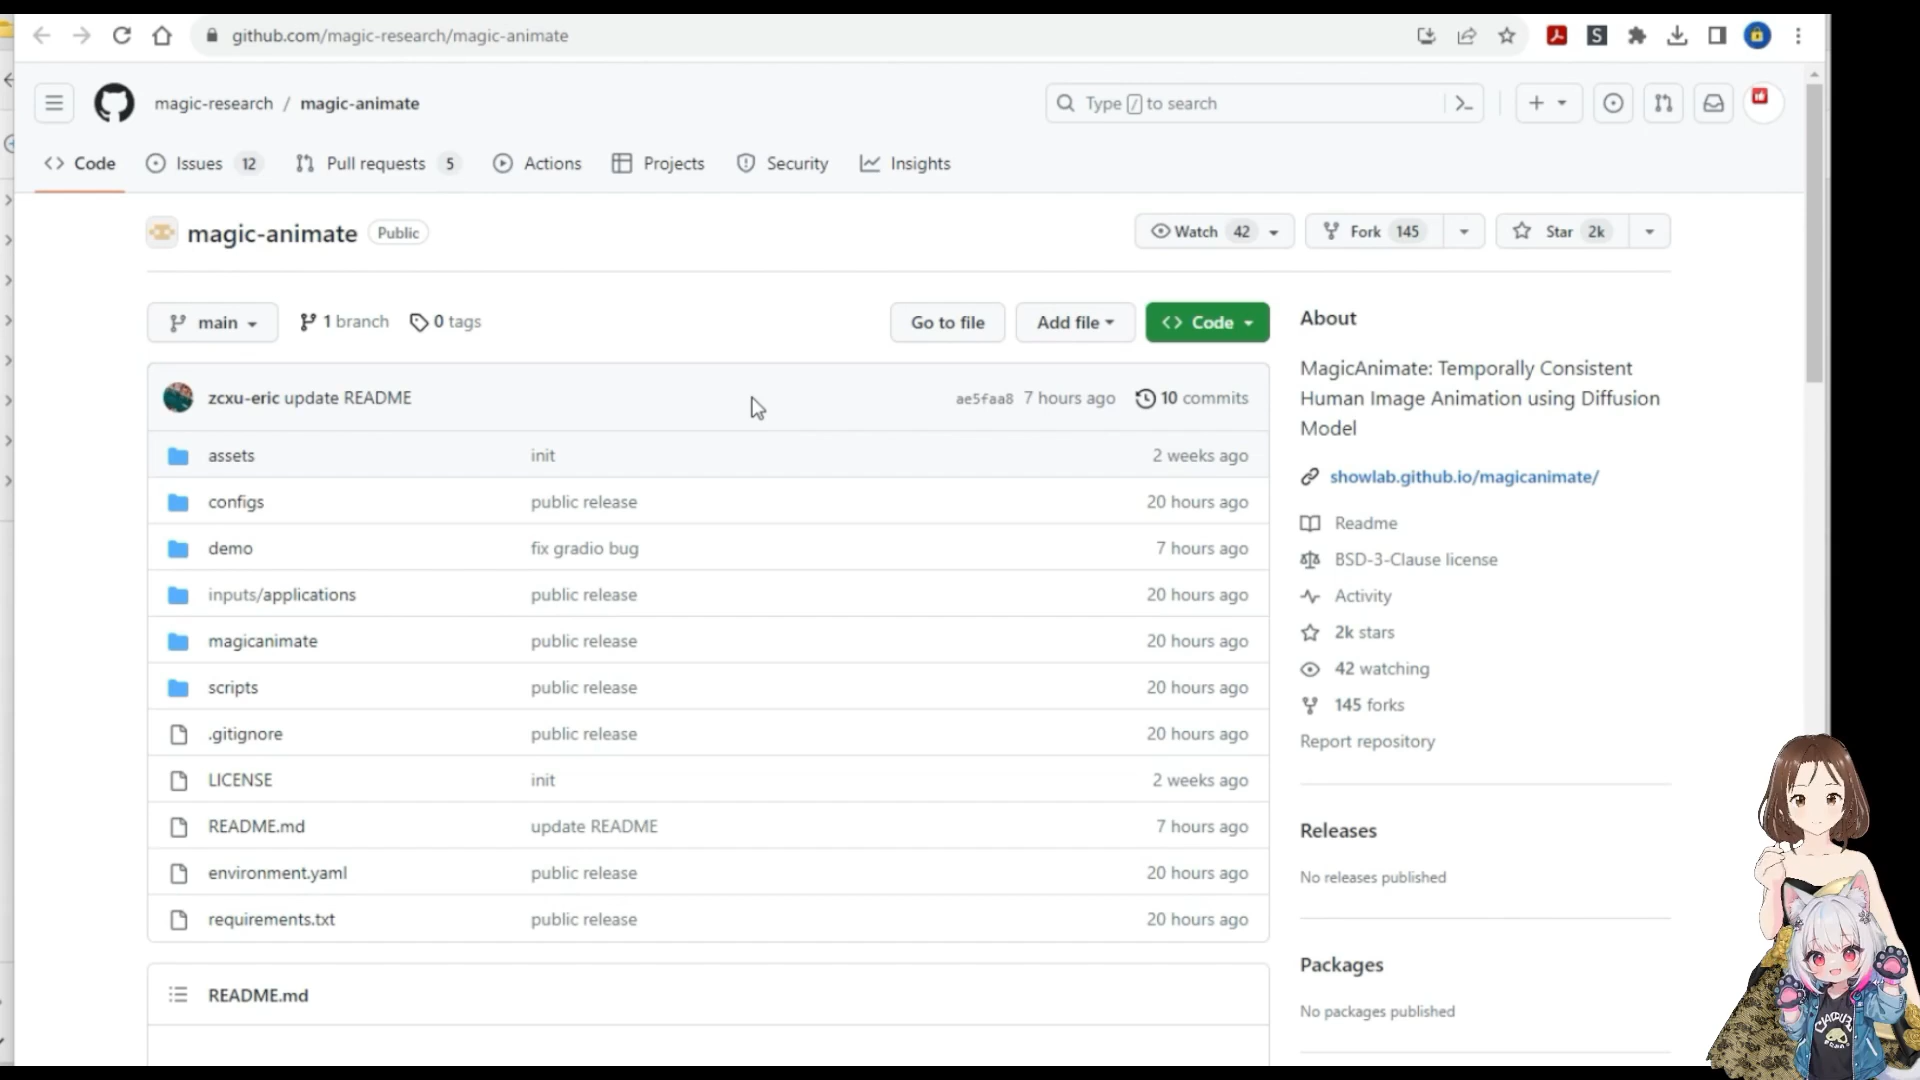 github.com/magic-research/magic-animate
magic-research / magic-animate
Type / to search
Code
Issues 12
Pull requests 5
Actions
Projects
Security
Insights
magic-animate Public
Watch 42
Fork 145
Star 2k
main
1 branch
0 tags
Go to file
Add file
Code
zcxu-eric update README ae5faa8 7 hours ago 10 commits
assets init 2 weeks ago
configs public release 20 hours ago
demo fix gradio bug 7 hours ago
inputs/applications public release 20 hours ago
magicanimate public release 20 hours ago
scripts public release 20 hours ago
.gitignore public release 20 hours ago
LICENSE init 2 weeks ago
README.md update README 7 hours ago
environment.yaml public release 20 hours ago
requirements.txt public release 20 hours ago
README.md
About
MagicAnimate: Temporally Consistent
Human Image Animation using Diffusion
Model
showlab.github.io/magicanimate/
Readme
BSD-3-Clause license
Activity
2k stars
42 watching
145 forks
Report repository
Releases
No releases published
Packages
No packages published